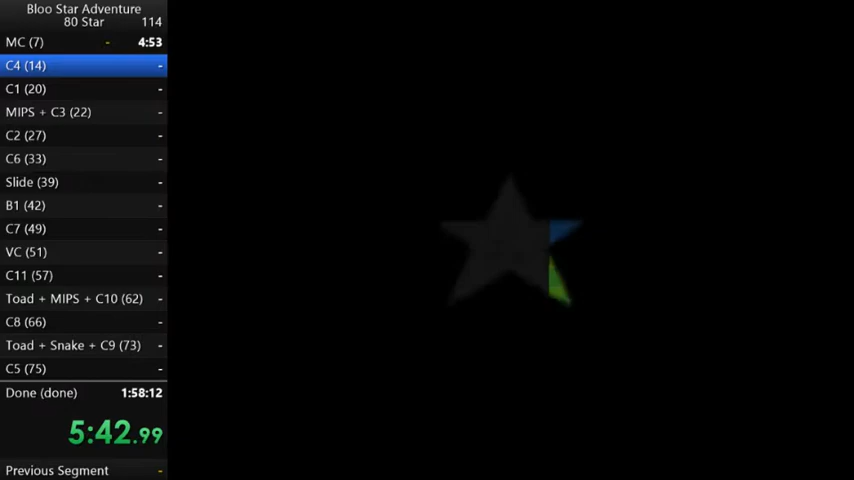 Bloo Star Adventure
80 Star 114
MC (7) - 4:53
C4 (14) -
C1 (20) -
MIPS + C3 (22) -
C2 (27) -
C6 (33) -
Slide (39) -
B1 (42) -
C7 (49) -
VC (51) -
C11 (57) -
Toad + MIPS + C10 (62) -
C8 (66) -
Toad + Snake + C9 (73) -
C5 (75) -
Done (done) 1:58:12
5:42.99
Previous Segment -